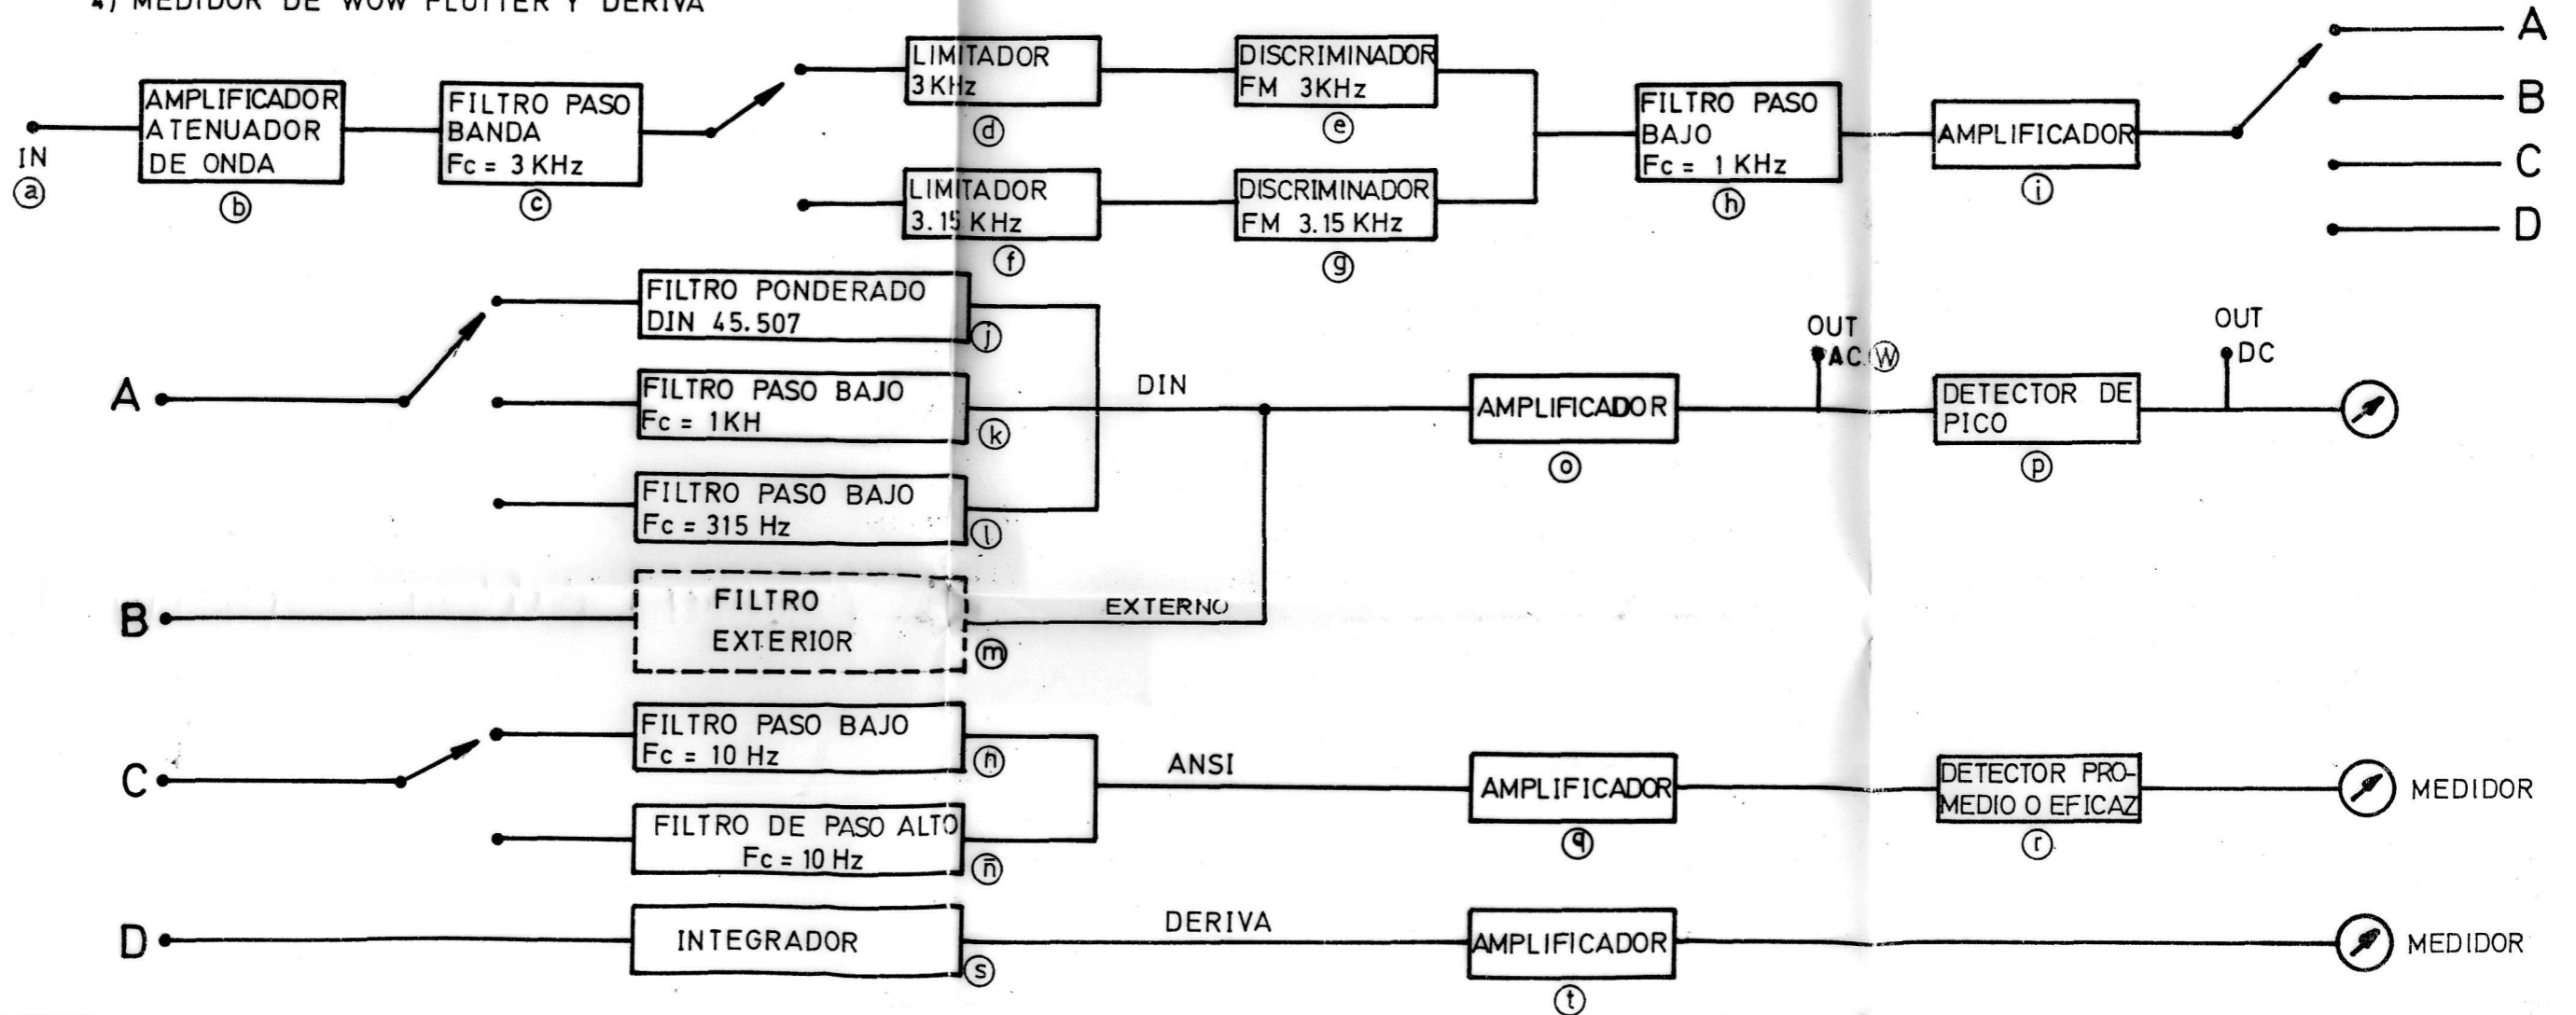 4) MEDIDOR DE WOW FLUTTER Y DERIVA
IN
a
AMPLIFICADOR
ATENUADOR
DE ONDA
b
FILTRO PASO
BANDA
Fc = 3 KHz
c
LIMITADOR
3 KHz
d
DISCRIMINADOR
FM 3KHz
e
LIMITADOR
3.15 KHz
f
DISCRIMINADOR
FM 3.15 KHz
g
FILTRO PASO
BAJO
Fc = 1 KHz
h
AMPLIFICADOR
i
A
B
C
D
A
FILTRO PONDERADO
DIN 45.507
j
FILTRO PASO BAJO
Fc = 1KH
k
FILTRO PASO BAJO
Fc = 315 Hz
l
DIN
AMPLIFICADOR
o
OUT
AC W
DETECTOR DE
PICO
p
OUT
DC
B
FILTRO
EXTERIOR
m
EXTERNO
C
FILTRO PASO BAJO
Fc = 10 Hz
n
FILTRO DE PASO ALTO
Fc = 10 Hz
ñ
ANSI
AMPLIFICADOR
q
DETECTOR PRO-
MEDIO O EFICAZ
r
MEDIDOR
D
INTEGRADOR
s
DERIVA
AMPLIFICADOR
t
MEDIDOR